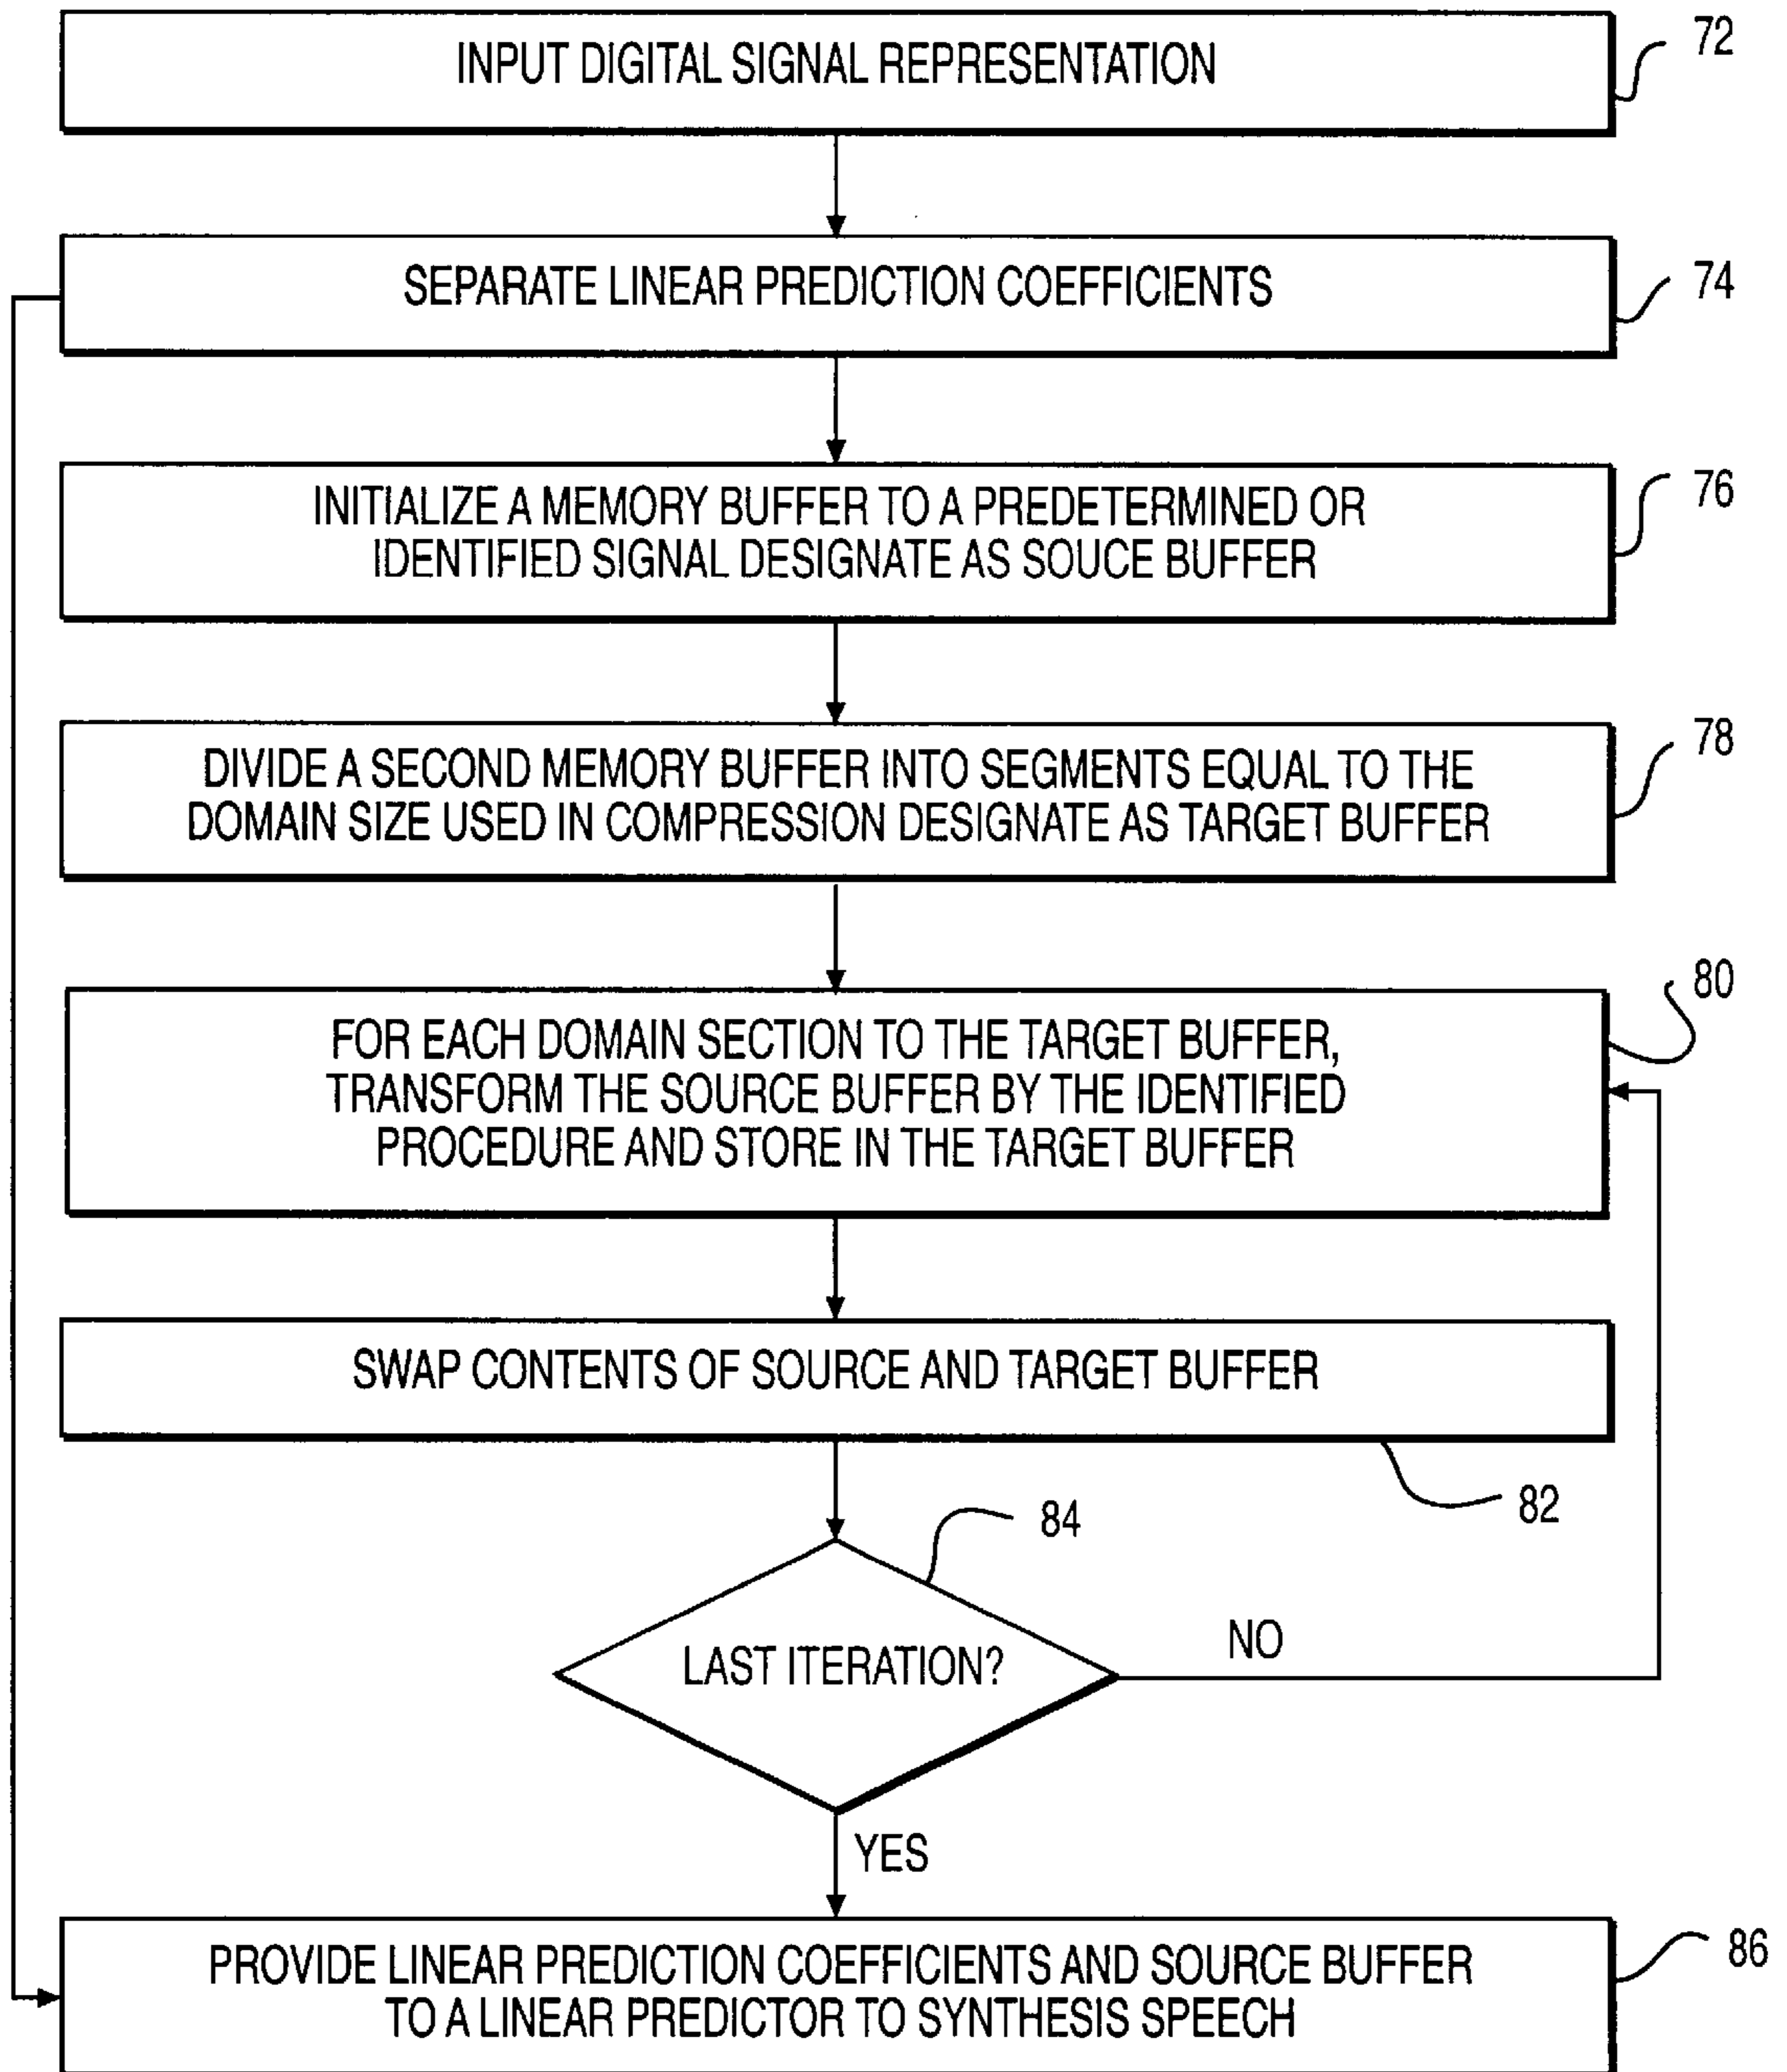 INPUT DIGITAL SIGNAL REPRESENTATION
72
SEPARATE LINEAR PREDICTION COEFFICIENTS
74
INITIALIZE A MEMORY BUFFER TO A PREDETERMINED OR
IDENTIFIED SIGNAL DESIGNATE AS SOUCE BUFFER
76
DIVIDE A SECOND MEMORY BUFFER INTO SEGMENTS EQUAL TO THE
DOMAIN SIZE USED IN COMPRESSION DESIGNATE AS TARGET BUFFER
78
FOR EACH DOMAIN SECTION TO THE TARGET BUFFER,
TRANSFORM THE SOURCE BUFFER BY THE IDENTIFIED
PROCEDURE AND STORE IN THE TARGET BUFFER
80
SWAP CONTENTS OF SOURCE AND TARGET BUFFER
82
84
LAST ITERATION?
NO
YES
PROVIDE LINEAR PREDICTION COEFFICIENTS AND SOURCE BUFFER
TO A LINEAR PREDICTOR TO SYNTHESIS SPEECH
86